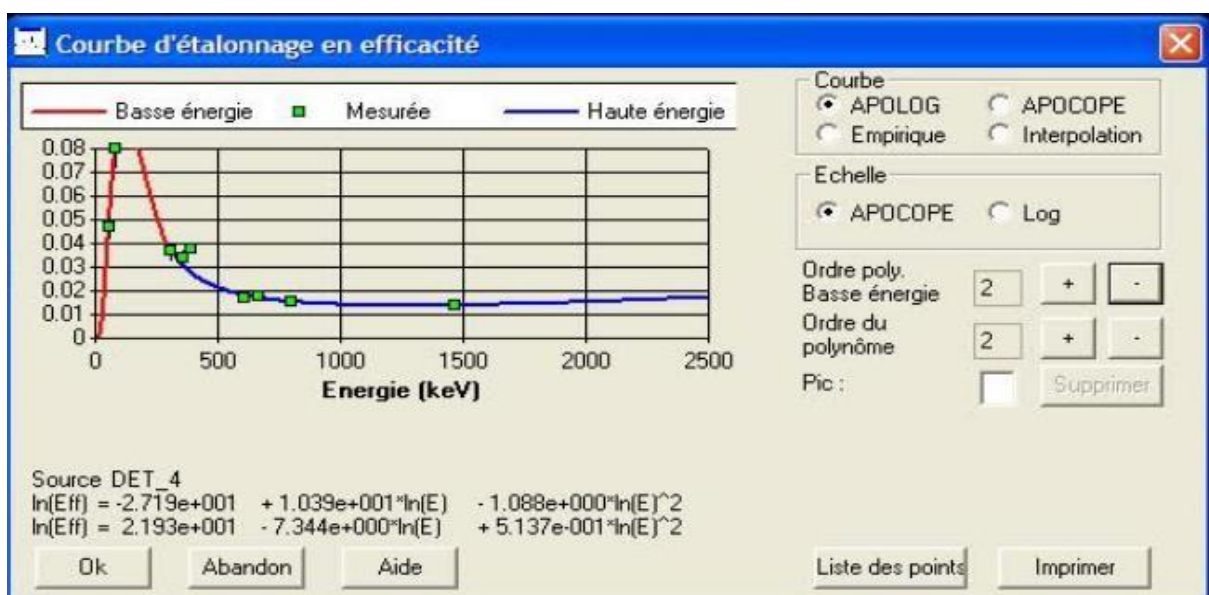 Courbe d'étalonnage en efficacité
Basse énergie Mesurée Haute énergie
0.08
0.07
0.06
0.05
0.04
0.03
0.02
0.01
0
0 500 1000 1500 2000 2500
Energie (keV)
Courbe
APOLOG APOCOPE
Empirique Interpolation
Echelle
APOCOPE Log
Ordre poly.
Basse énergie 2 + -
Ordre du
polynôme 2 + -
Pic : Supprimer
Source DET_4
ln(Eff) = -2.719e+001 + 1.039e+001*ln(E) - 1.088e+000*ln(E)^2
ln(Eff) = 2.193e+001 - 7.344e+000*ln(E) + 5.137e-001*ln(E)^2
Ok Abandon Aide Liste des points Imprimer